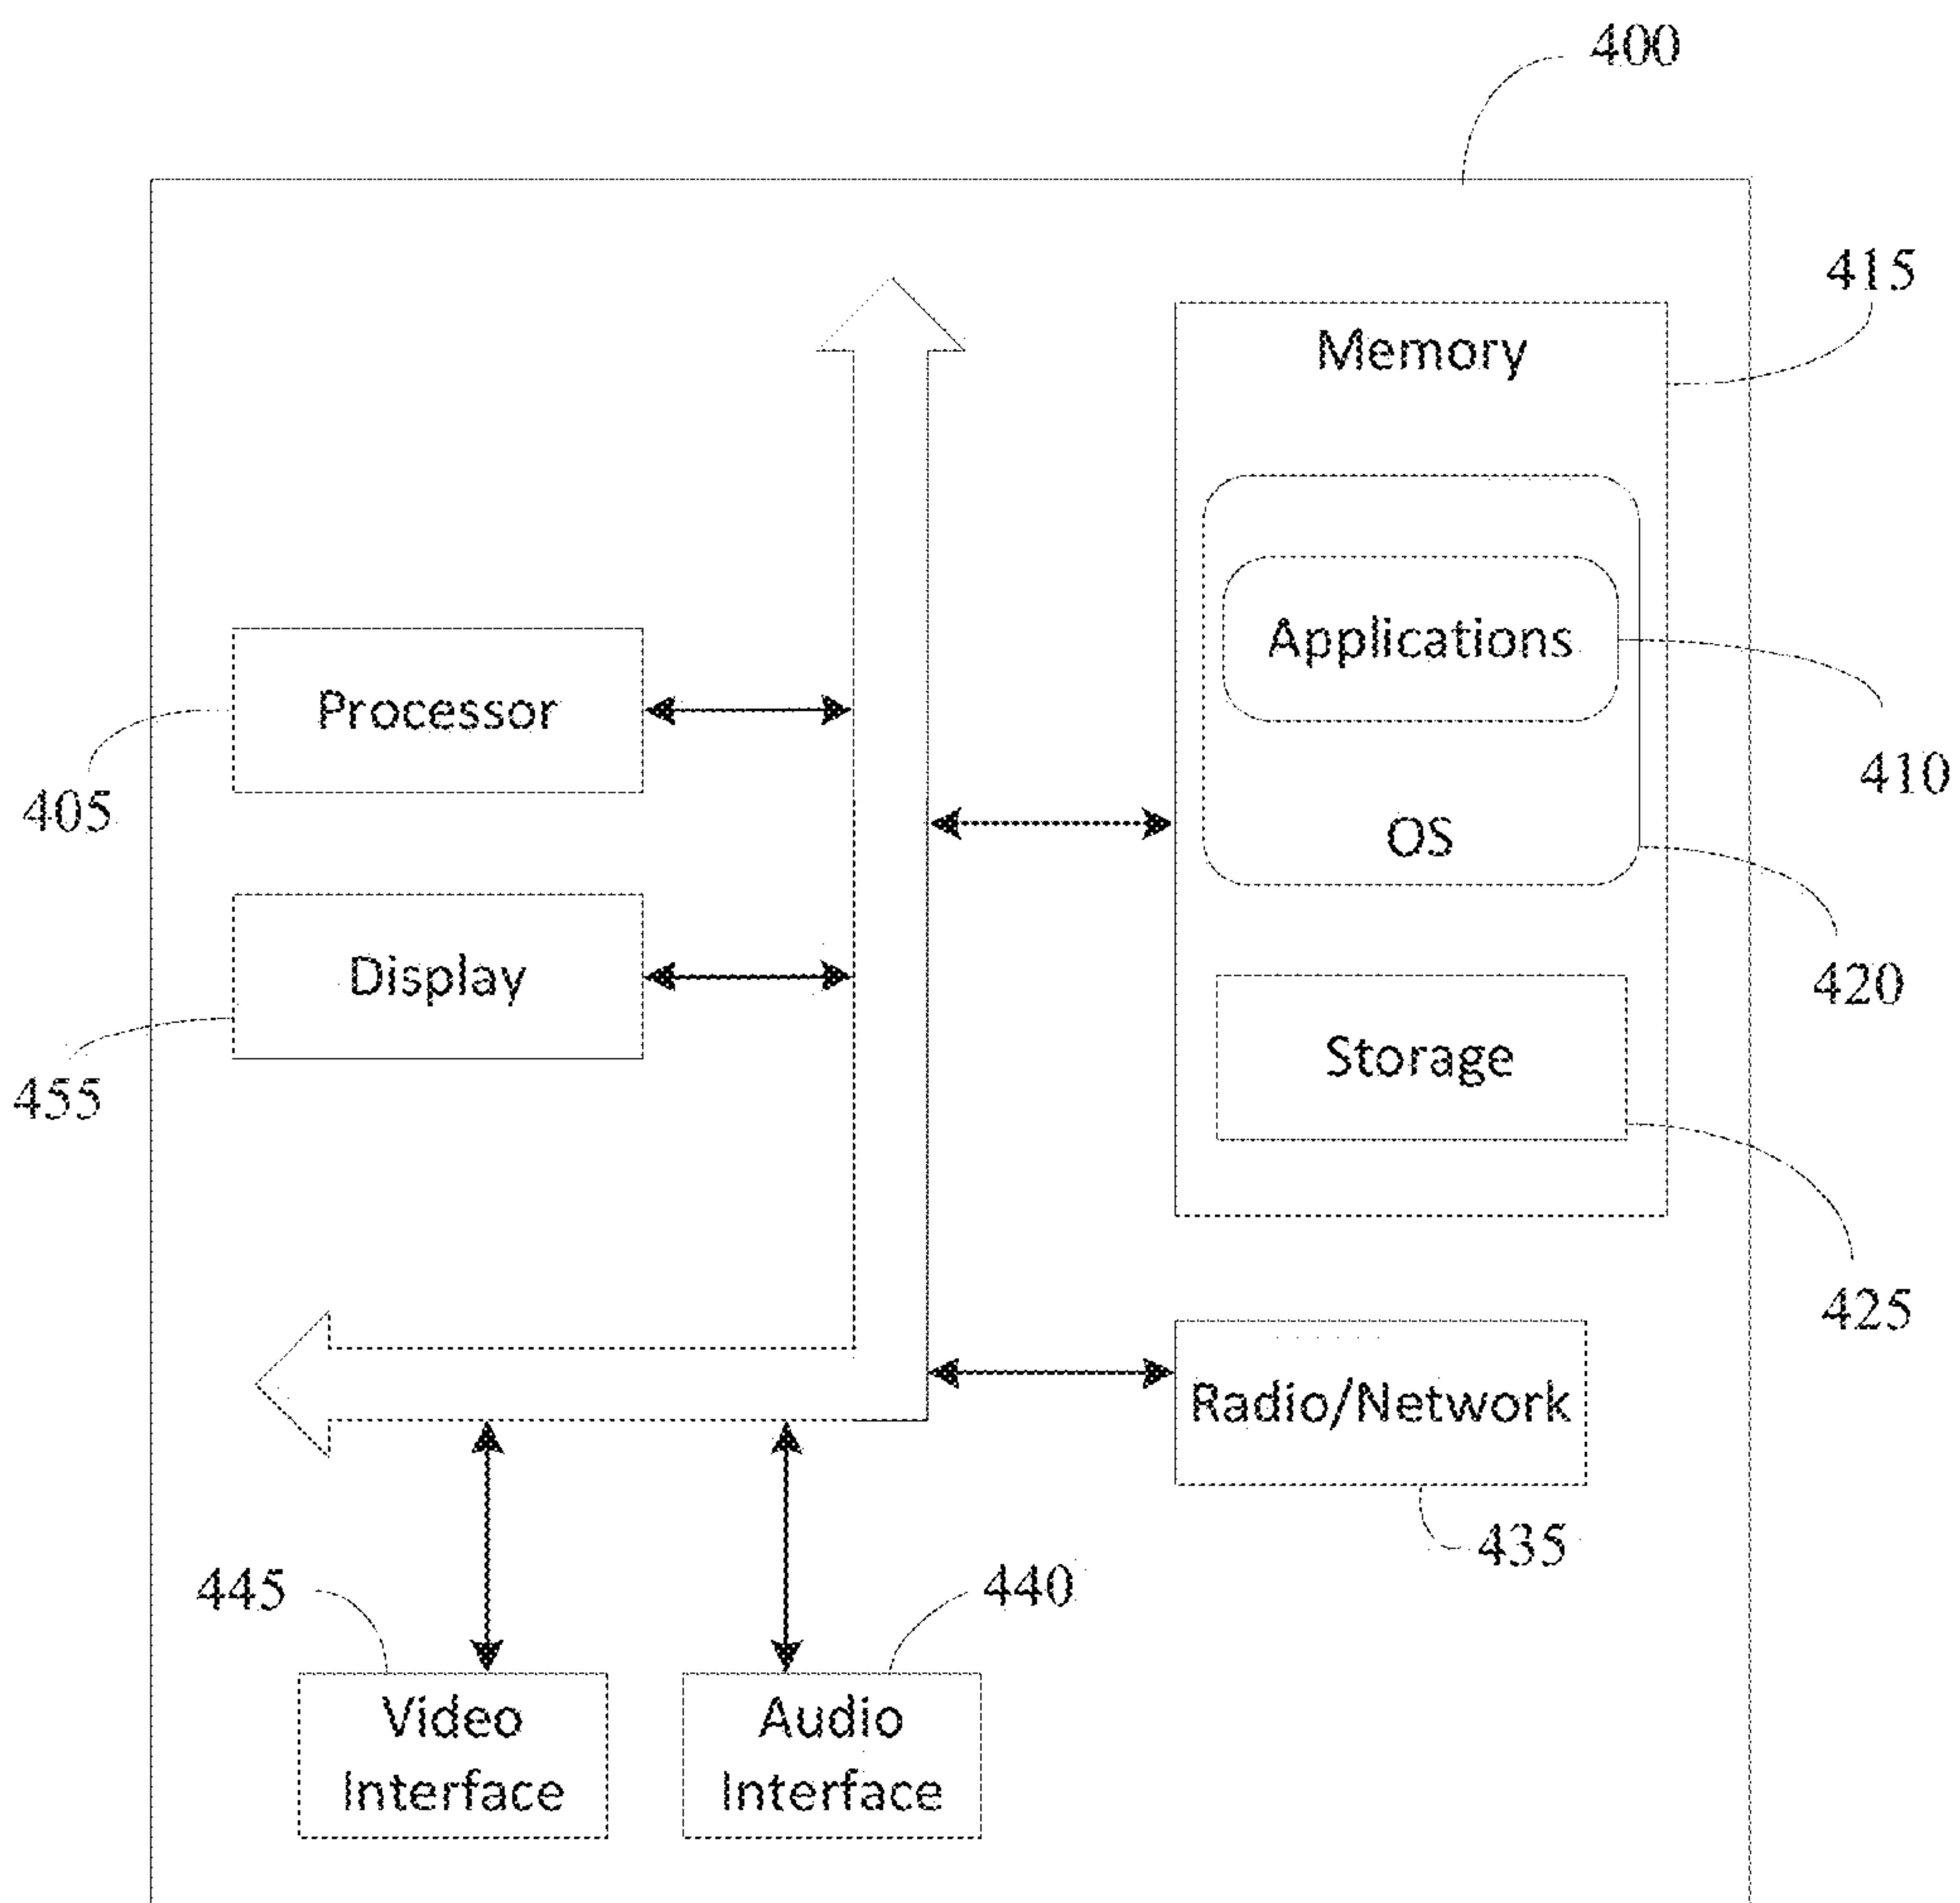 400
415
Memory
Applications
Processor
410
405
OS
Display
420
Storage
455
425
Radio/Network
435
445
440
Video
Interface
Audio
Interface